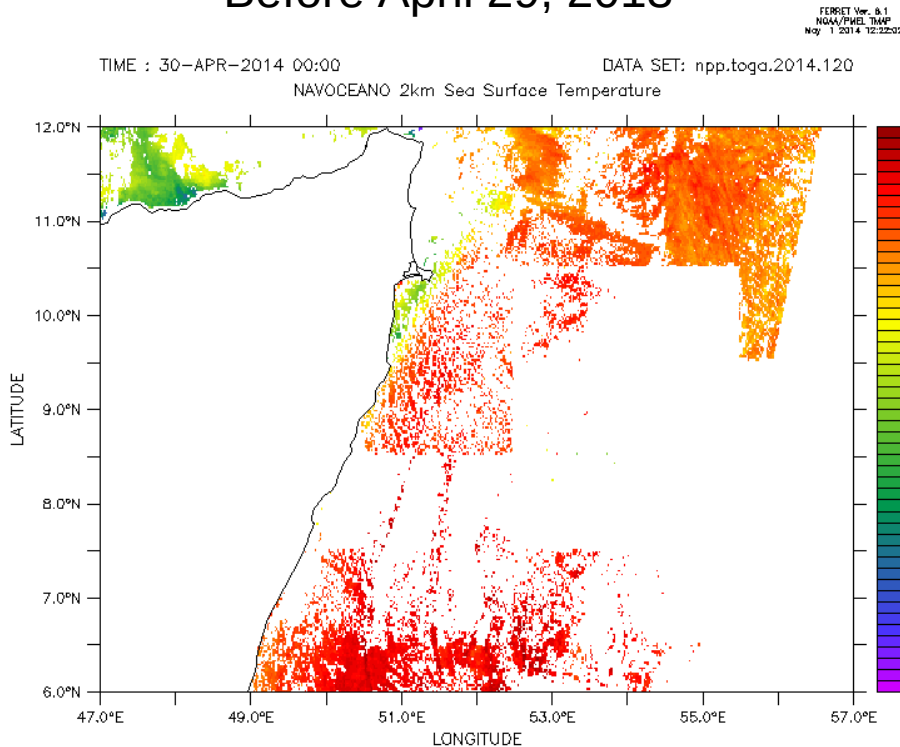 Before April 29, 2013
FERRET Ver. 6.1
NOAA/PMEL TMAP
May 1 2014 12:22:02
TIME : 30-APR-2014 00:00
DATA SET: npp.toga.2014.120
NAVOCEANO 2km Sea Surface Temperature
12.0°N
11.0°N
10.0°N
9.0°N
8.0°N
7.0°N
6.0°N
LATITUDE
47.0°E
49.0°E
51.0°E
53.0°E
55.0°E
57.0°E
LONGITUDE